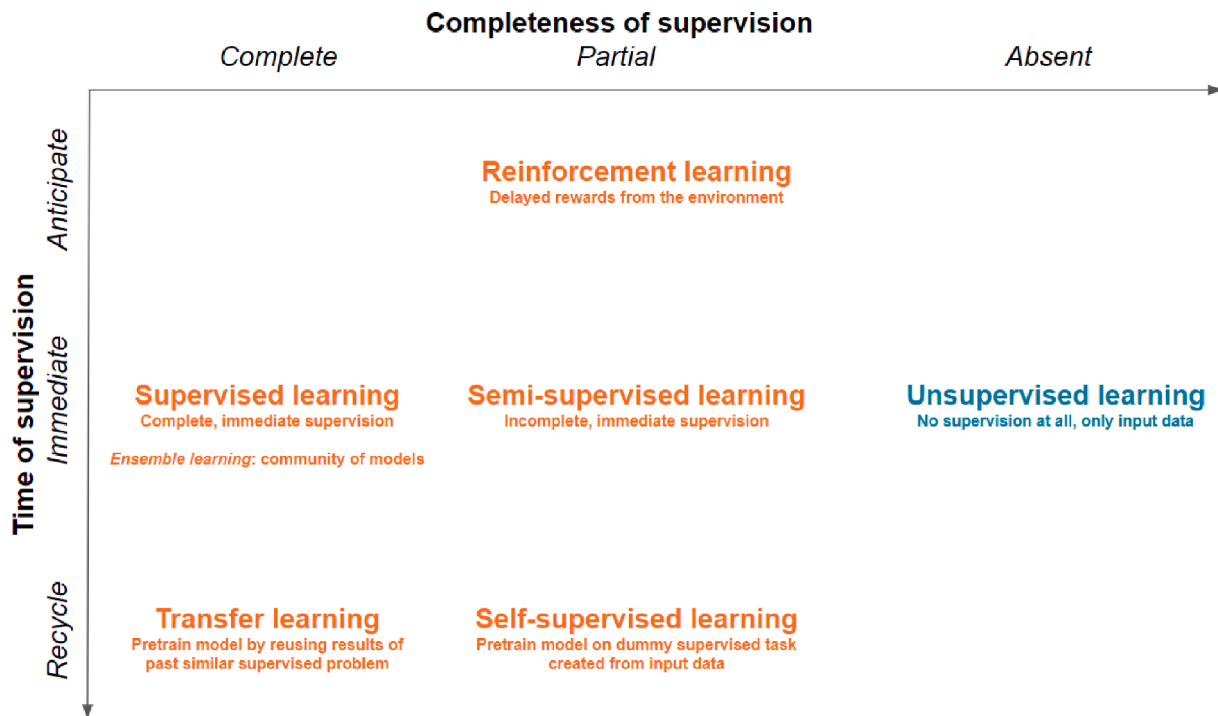 Completeness of supervision
Complete
Partial
Absent
Time of supervision
Anticipate
Reinforcement learning
Delayed rewards from the environment
Immediate
Supervised learning
Complete, immediate supervision
Ensemble learning: community of models
Semi-supervised learning
Incomplete, immediate supervision
Unsupervised learning
No supervision at all, only input data
Recycle
Transfer learning
Pretrain model by reusing results of
past similar supervised problem
Self-supervised learning
Pretrain model on dummy supervised task
created from input data